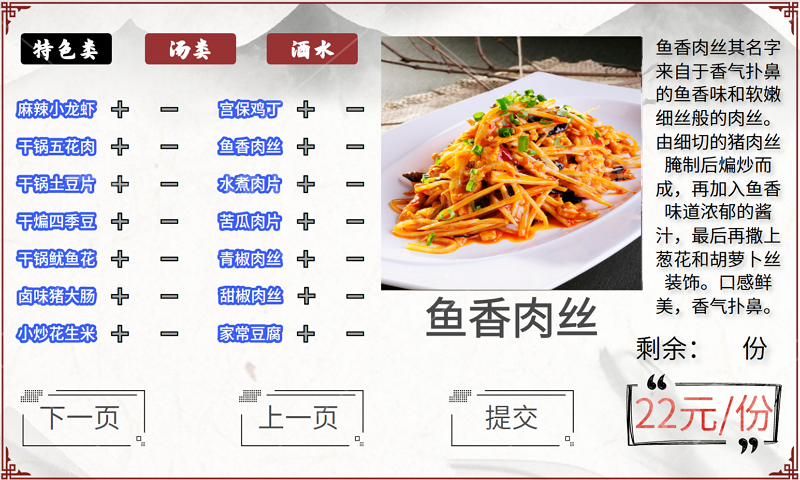 特色类 汤类 酒水
麻辣小龙虾 + — 宫保鸡丁 + —
干锅五花肉 + — 鱼香肉丝 + —
干锅土豆片 + — 水煮肉片 + —
干煸四季豆 + — 苦瓜肉片 + —
干锅鱿鱼花 + — 青椒肉丝 + —
卤味猪大肠 + — 甜椒肉丝 + —
小炒花生米 + — 家常豆腐 + —
鱼香肉丝
鱼香肉丝其名字
来自于香气扑鼻
的鱼香味和软嫩
细丝般的肉丝。
由细切的猪肉丝
腌制后煸炒而
成，再加入鱼香
味道浓郁的酱
汁，最后再撒上
葱花和胡萝卜丝
装饰。口感鲜
美，香气扑鼻。
剩余： 份
下一页 上一页 提交
22元/份